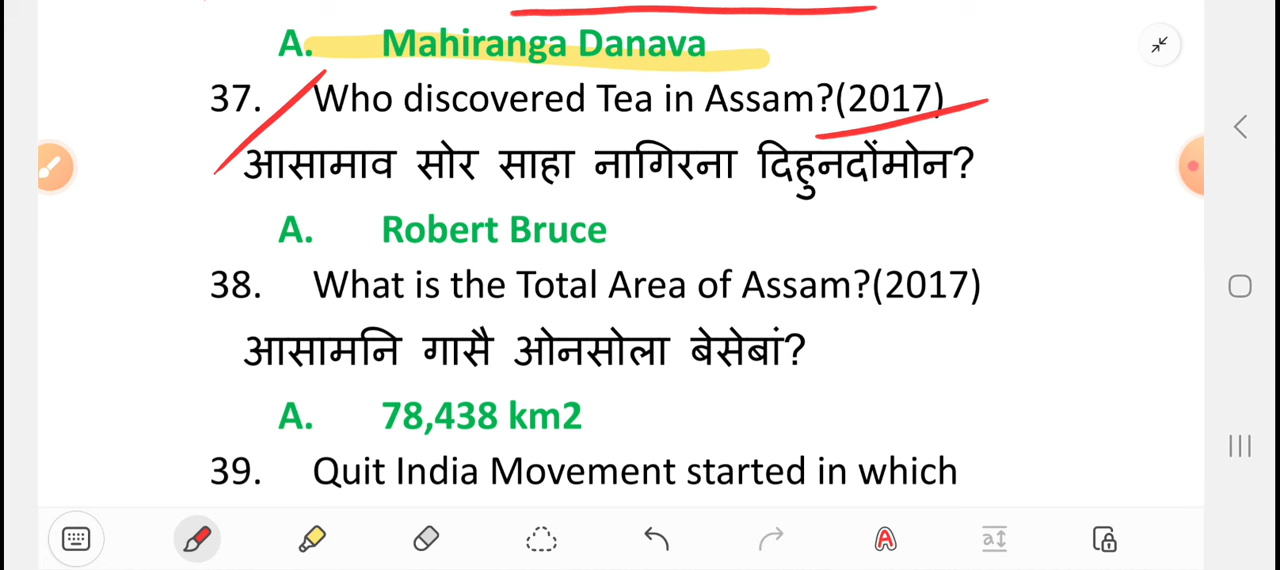 A. Mahiranga Danava
37. Who discovered Tea in Assam?(2017)
आसामाव सोर साहा नागिरना दिहुनदोंमोन?
A. Robert Bruce
38. What is the Total Area of Assam?(2017)
आसामनि गासै ओनसोला बेसेबां?
A. 78,438 km2
39. Quit India Movement started in which